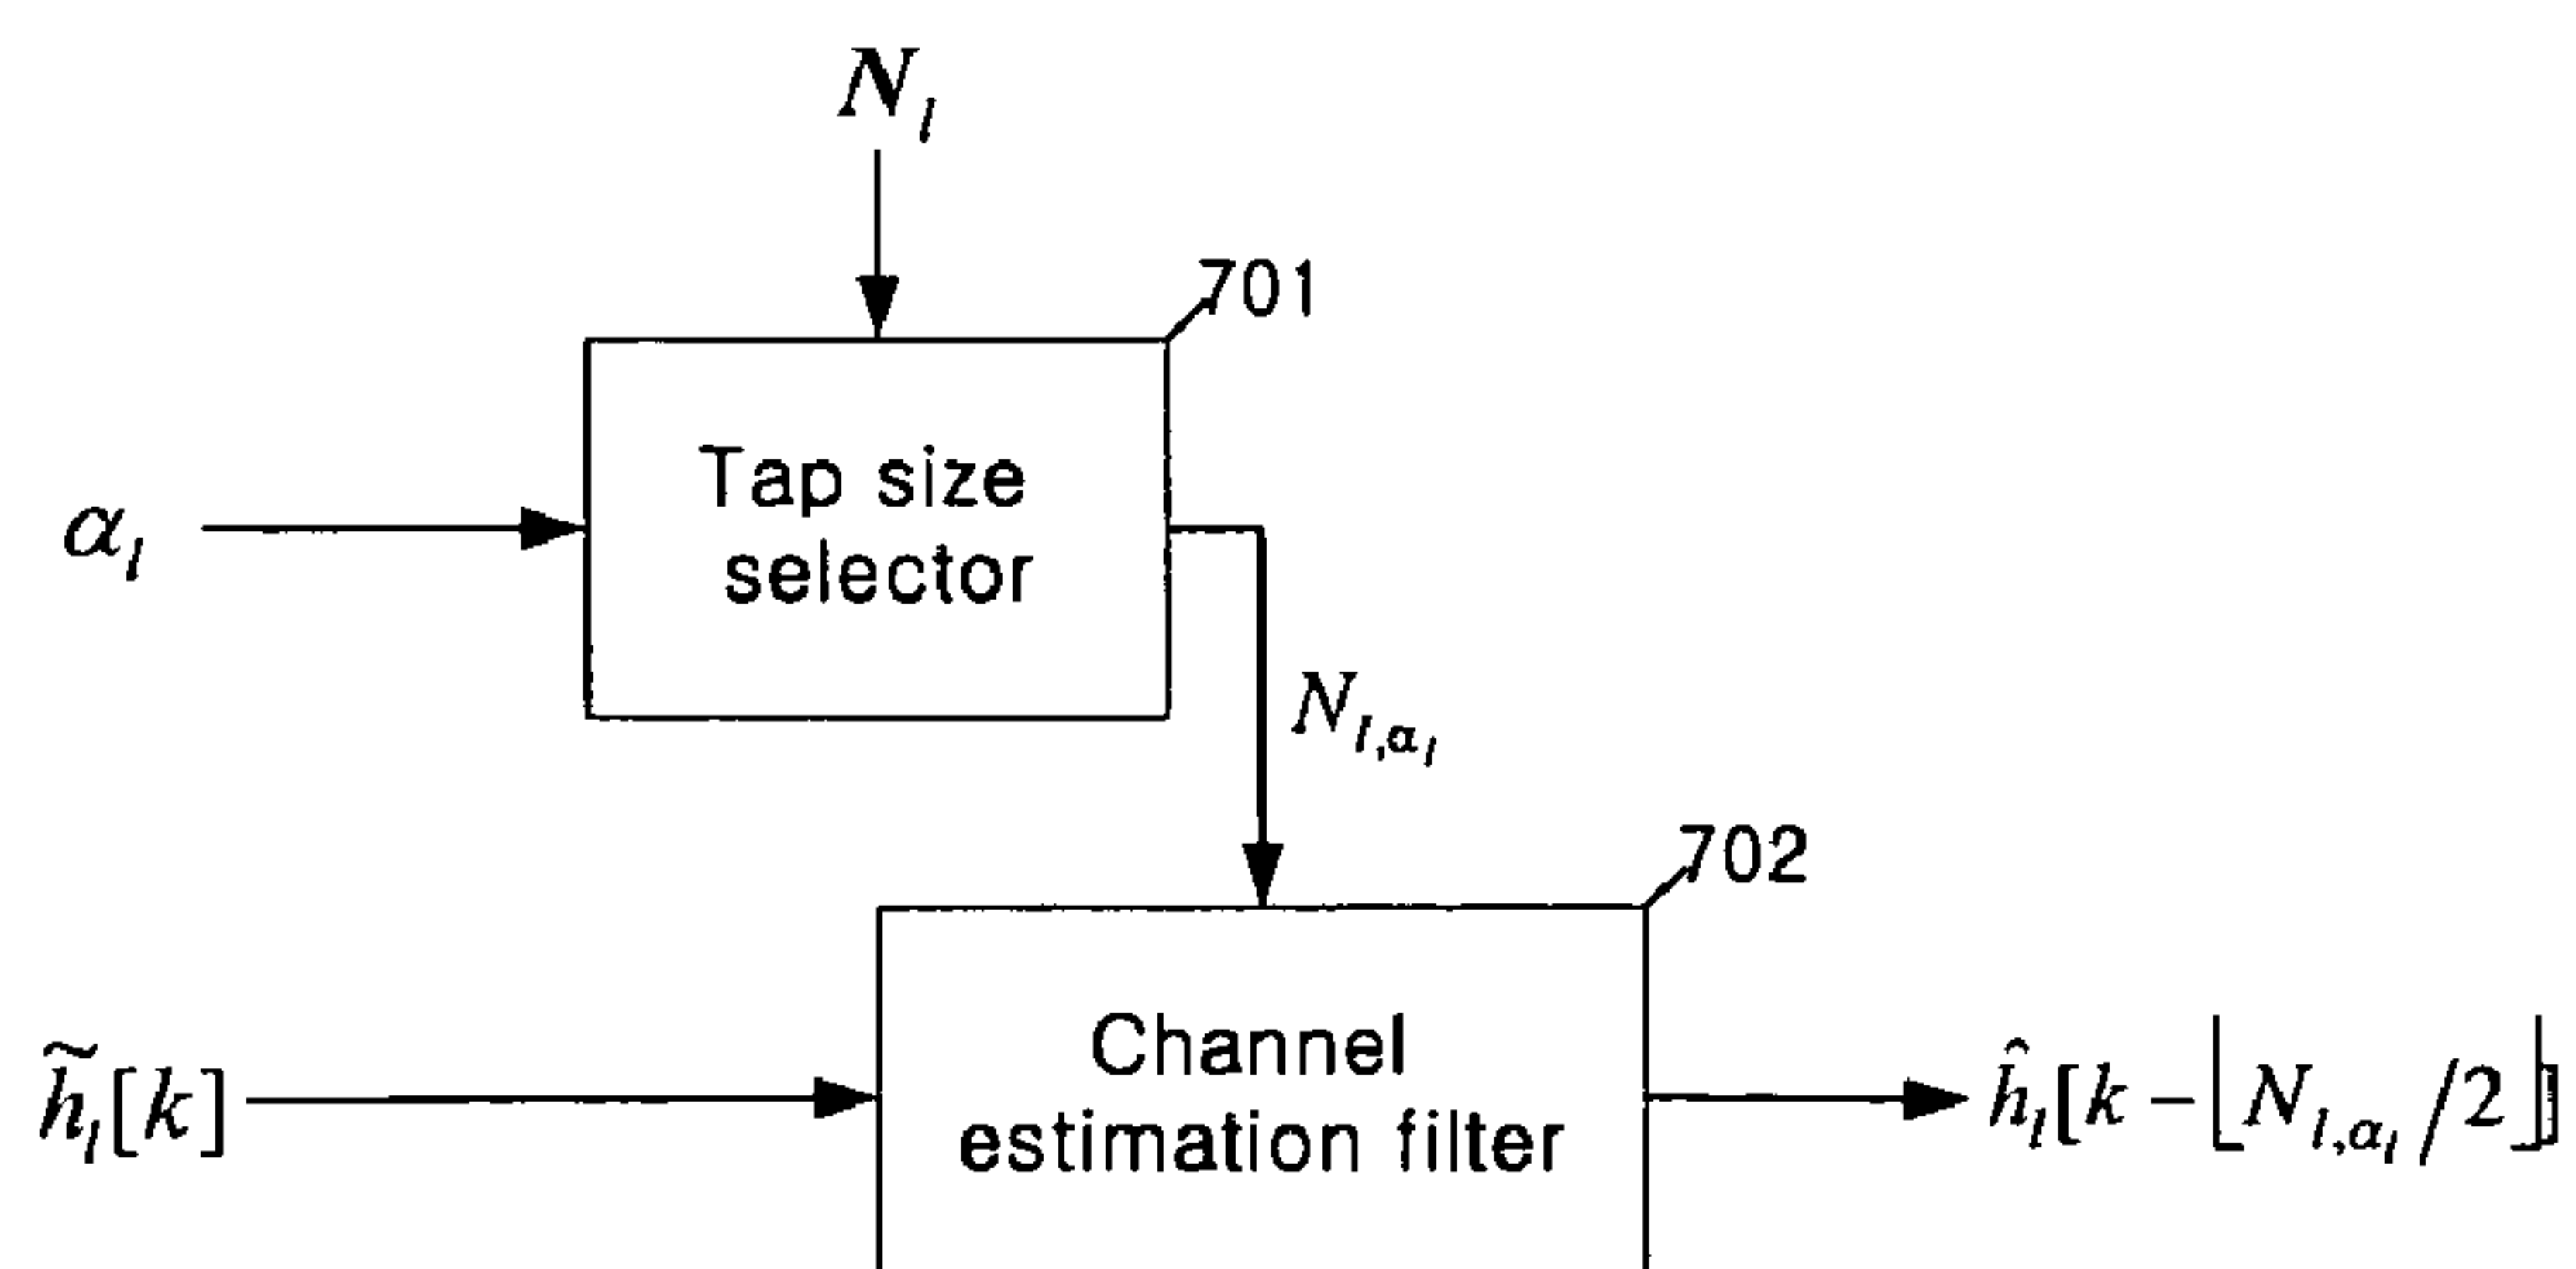 N_l
701
Tap size
selector
α_l
N_{l,α_l}
702
Channel
estimation filter
h̃_l[k]
ĥ_l[k − ⌊N_{l,α_l}/2⌋]